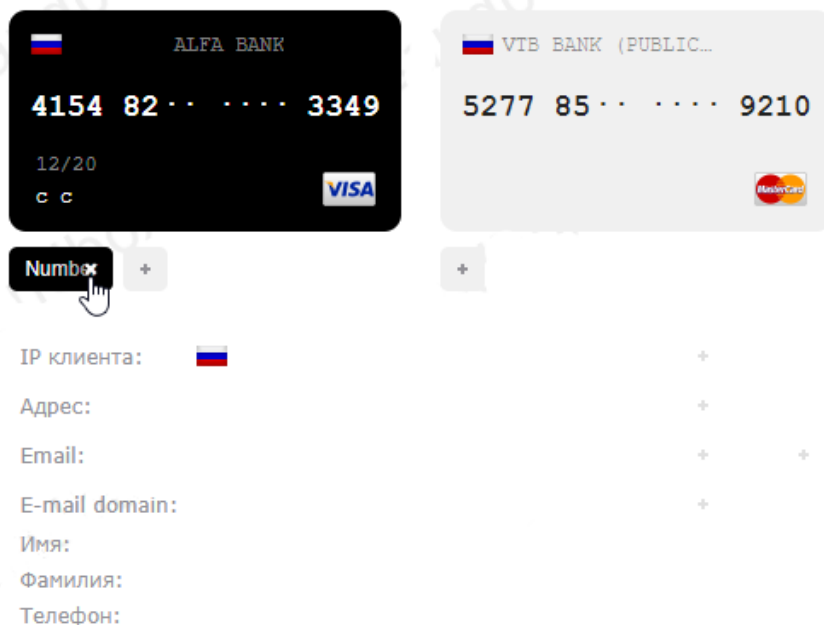 ALFA BANK
4154 82·· ···· 3349
12/20
c c
VISA
VTB BANK (PUBLIC…
5277 85·· ···· 9210
MasterCard
Number
+
+
IP клиента:
+
Адрес:
+
Email:
+ +
E-mail domain:
+
Имя:
Фамилия:
Телефон: